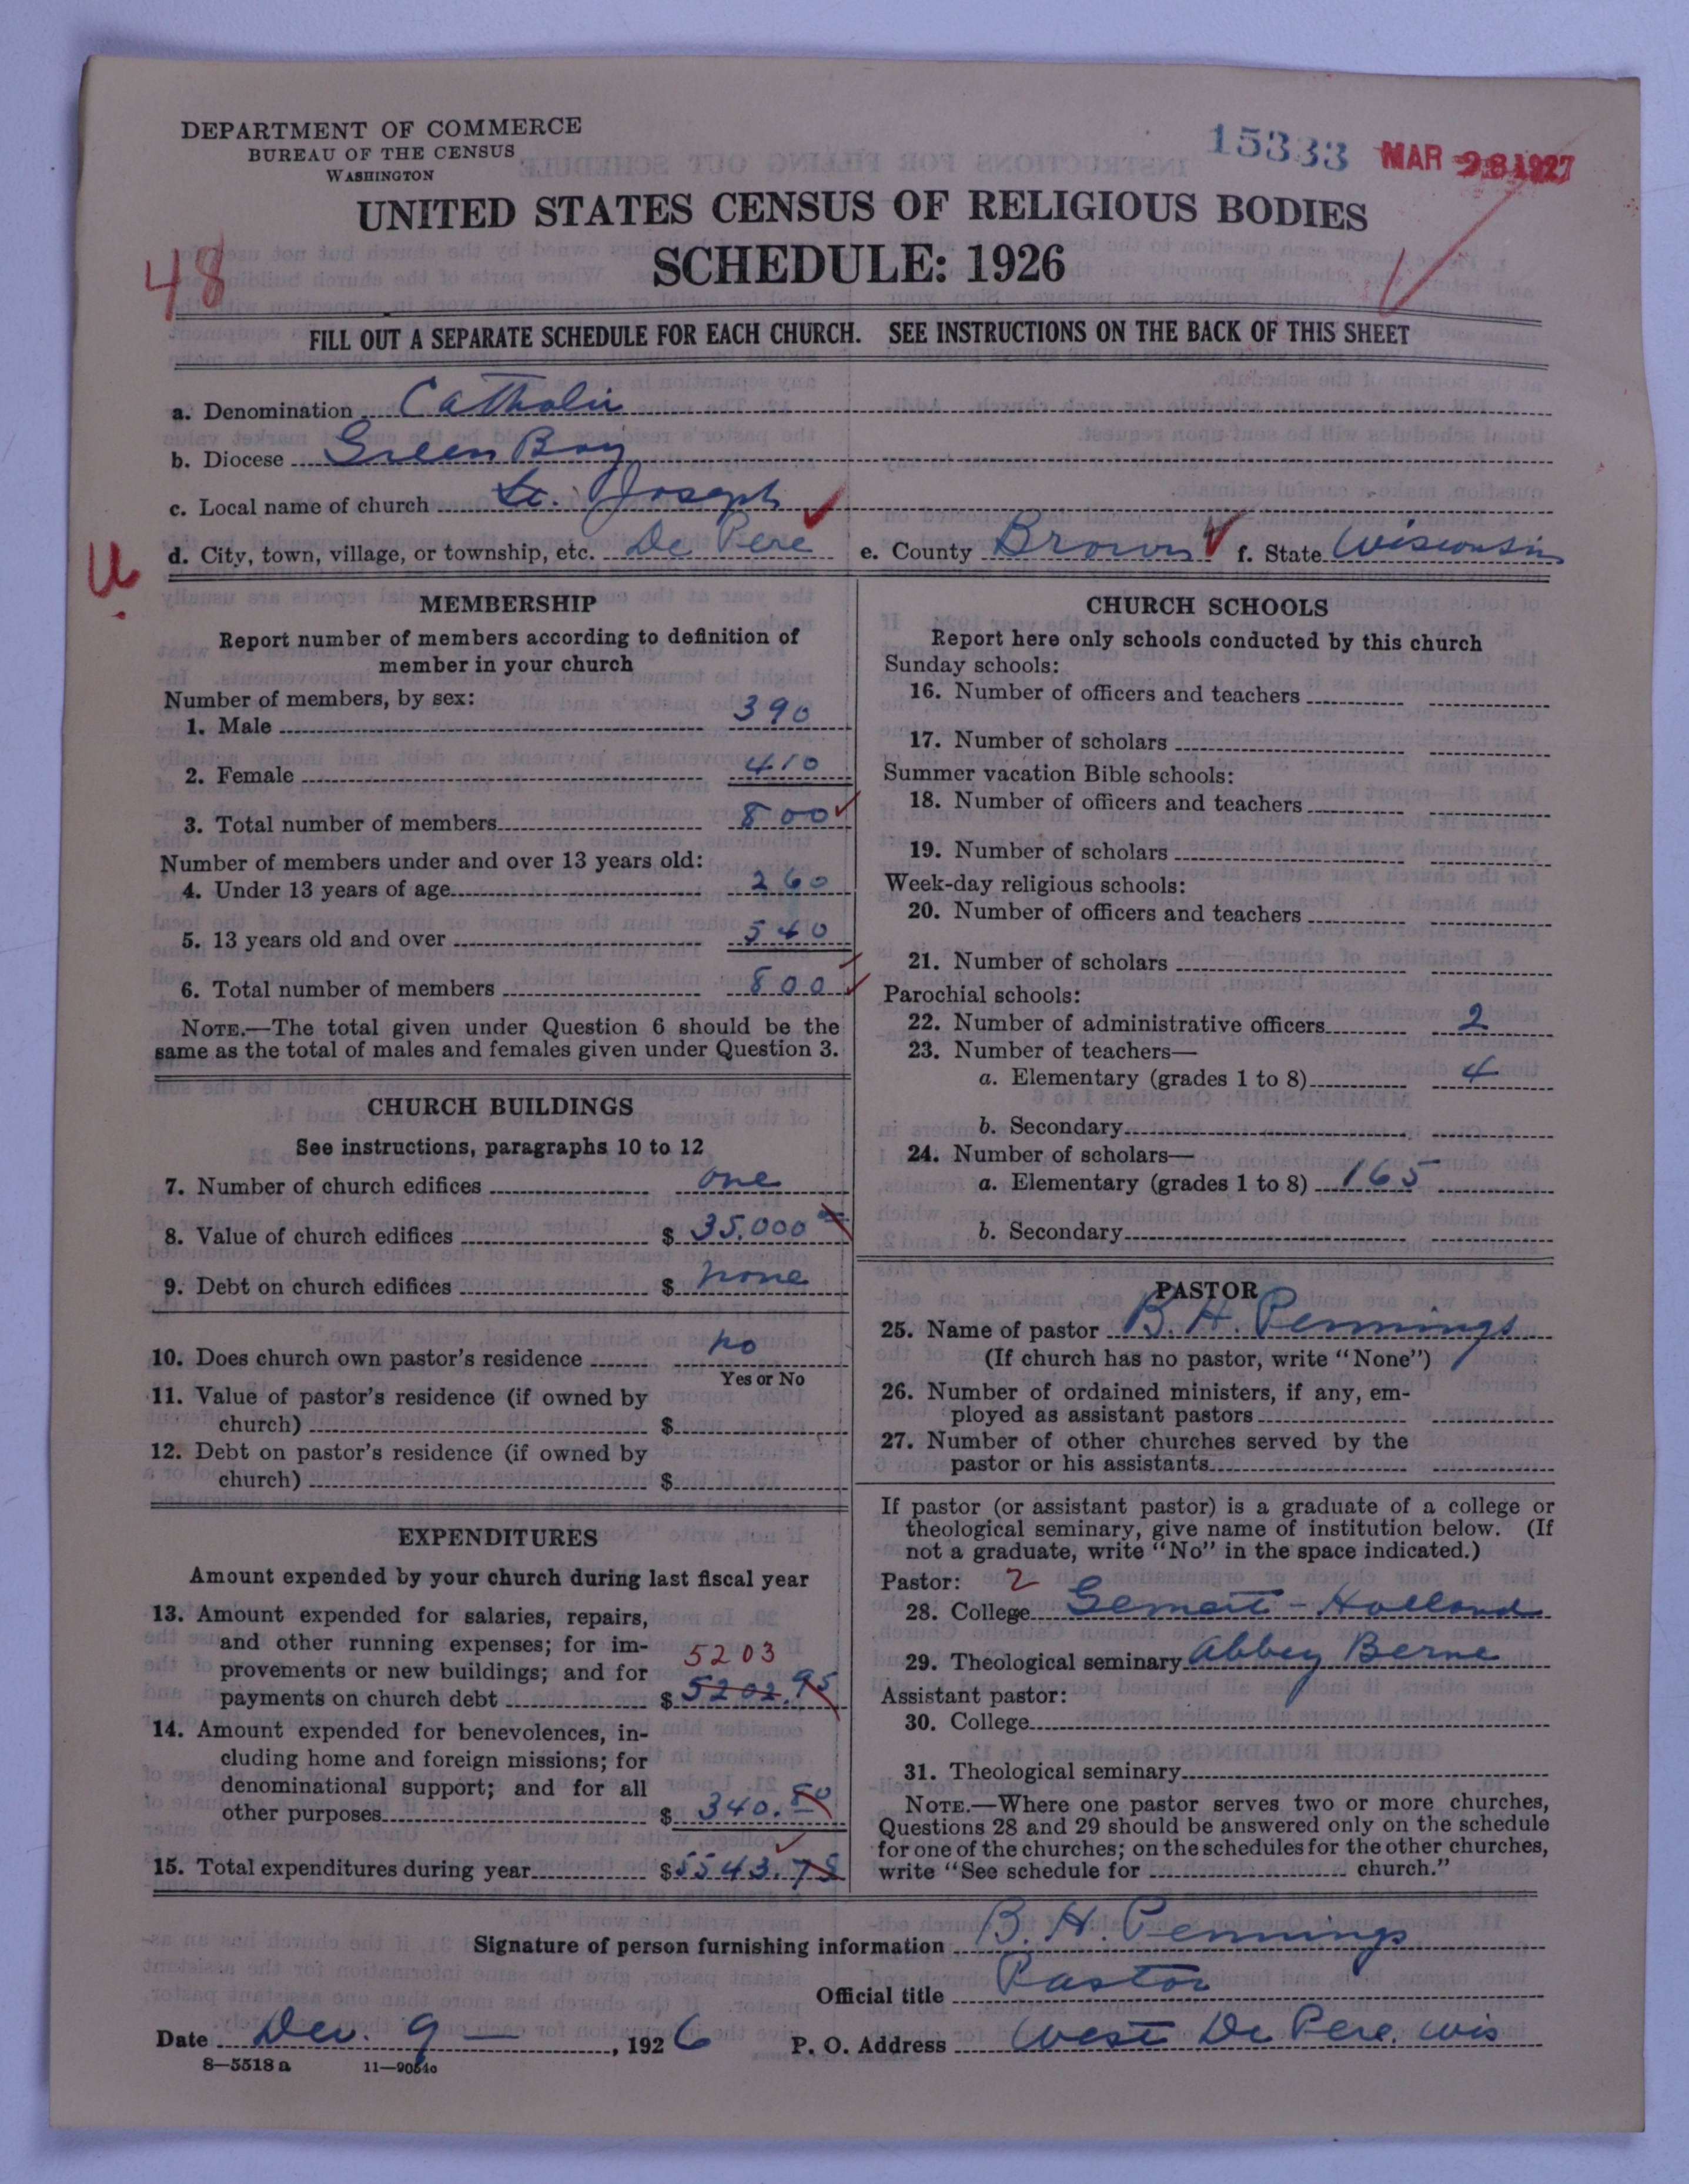 DEPARTMENT OF COMMERCE
BUREAU OF THE CENSUS
WASHINGTON
15333 MAR 28 1927
UNITED STATES CENSUS OF RELIGIOUS BODIES
SCHEDULE: 1926
48
FILL OUT A SEPARATE SCHEDULE FOR EACH CHURCH. SEE INSTRUCTIONS ON THE BACK OF THIS SHEET
a. Denomination Catholic
b. Diocese Green Bay
c. Local name of church St. Joseph
d. City, town, village, or township, etc. De Pere e. County Brown f. State Wisconsin
U
MEMBERSHIP
Report number of members according to definition of
member in your church
Number of members, by sex:
1. Male 390
2. Female 410
3. Total number of members 800
Number of members under and over 13 years old:
4. Under 13 years of age 260
5. 13 years old and over 540
6. Total number of members 800
NOTE.—The total given under Question 6 should be the
same as the total of males and females given under Question 3.
CHURCH BUILDINGS
See instructions, paragraphs 10 to 12
7. Number of church edifices one
8. Value of church edifices $ 35.000
9. Debt on church edifices $ none
10. Does church own pastor's residence no
Yes or No
11. Value of pastor's residence (if owned by
church) $
12. Debt on pastor's residence (if owned by
church) $
EXPENDITURES
Amount expended by your church during last fiscal year
13. Amount expended for salaries, repairs,
and other running expenses; for im-
provements or new buildings; and for 5203
payments on church debt $ 5202.95
14. Amount expended for benevolences, in-
cluding home and foreign missions; for
denominational support; and for all
other purposes $ 340.80
15. Total expenditures during year $ 5543.75
CHURCH SCHOOLS
Report here only schools conducted by this church
Sunday schools:
16. Number of officers and teachers
17. Number of scholars
Summer vacation Bible schools:
18. Number of officers and teachers
19. Number of scholars
Week-day religious schools:
20. Number of officers and teachers
21. Number of scholars
Parochial schools:
22. Number of administrative officers 2
23. Number of teachers—
a. Elementary (grades 1 to 8) 4
b. Secondary
24. Number of scholars—
a. Elementary (grades 1 to 8) 165
b. Secondary
PASTOR
25. Name of pastor B. H. Pennings
(If church has no pastor, write "None")
26. Number of ordained ministers, if any, em-
ployed as assistant pastors
27. Number of other churches served by the
pastor or his assistants
If pastor (or assistant pastor) is a graduate of a college or
theological seminary, give name of institution below. (If
not a graduate, write "No" in the space indicated.)
Pastor: 2
28. College Gemert - Holland
29. Theological seminary Abbey Berne
Assistant pastor:
30. College
31. Theological seminary
NOTE.—Where one pastor serves two or more churches,
Questions 28 and 29 should be answered only on the schedule
for one of the churches; on the schedules for the other churches,
write "See schedule for church."
Signature of person furnishing information B. H. Pennings
Official title Pastor
Date Dec. 9 — , 1926 P. O. Address West De Pere. Wis
8—5518 a 11—9054o